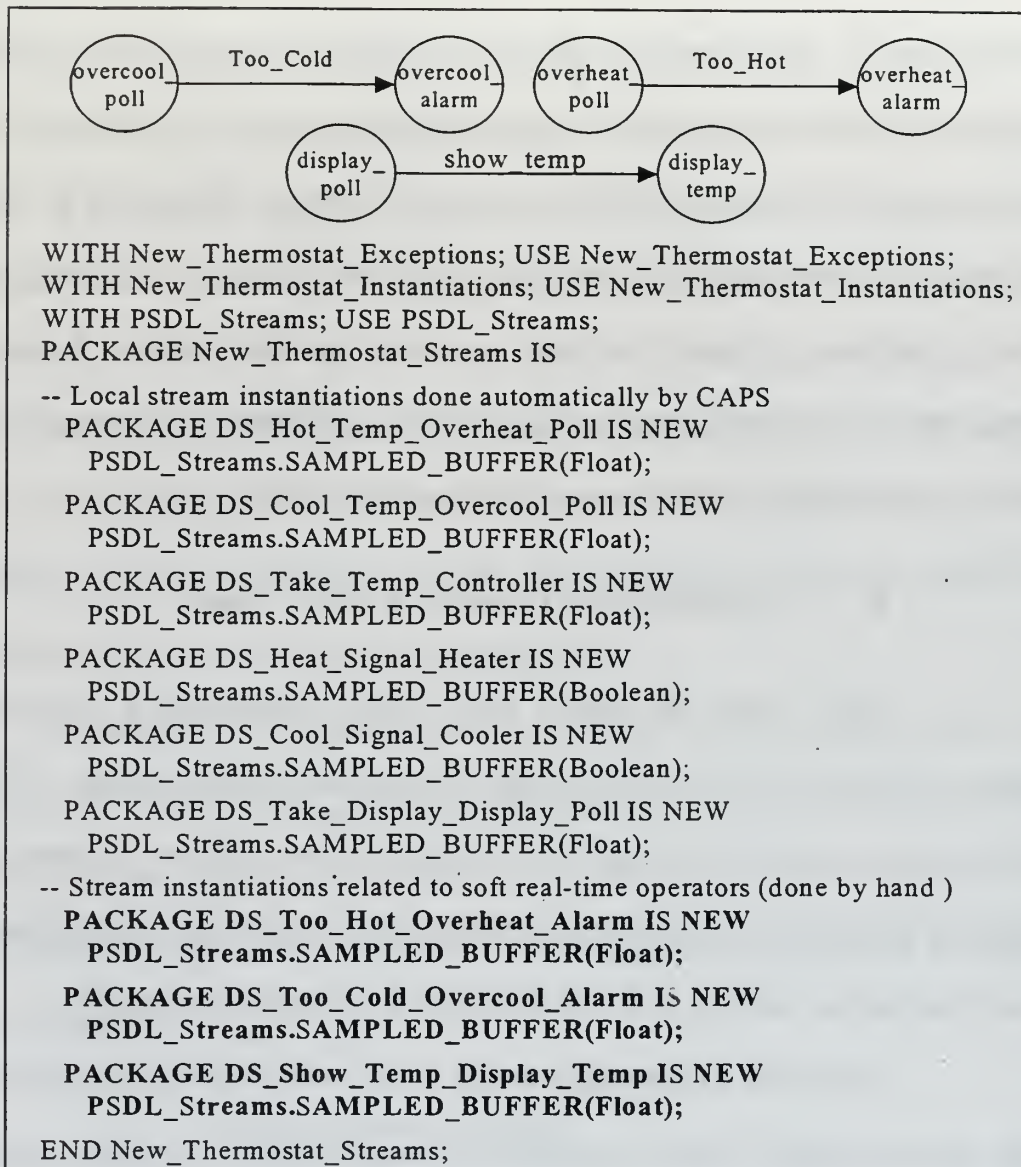 overcool_ poll
Too_Cold
overcool_ alarm
overheat_ poll
Too_Hot
overheat_ alarm
display_ poll
show_temp
display_ temp
WITH New_Thermostat_Exceptions; USE New_Thermostat_Exceptions;
WITH New_Thermostat_Instantiations; USE New_Thermostat_Instantiations;
WITH PSDL_Streams; USE PSDL_Streams;
PACKAGE New_Thermostat_Streams IS
-- Local stream instantiations done automatically by CAPS
PACKAGE DS_Hot_Temp_Overheat_Poll IS NEW
PSDL_Streams.SAMPLED_BUFFER(Float);
PACKAGE DS_Cool_Temp_Overcool_Poll IS NEW
PSDL_Streams.SAMPLED_BUFFER(Float);
PACKAGE DS_Take_Temp_Controller IS NEW
PSDL_Streams.SAMPLED_BUFFER(Float);
PACKAGE DS_Heat_Signal_Heater IS NEW
PSDL_Streams.SAMPLED_BUFFER(Boolean);
PACKAGE DS_Cool_Signal_Cooler IS NEW
PSDL_Streams.SAMPLED_BUFFER(Boolean);
PACKAGE DS_Take_Display_Display_Poll IS NEW
PSDL_Streams.SAMPLED_BUFFER(Float);
-- Stream instantiations related to soft real-time operators (done by hand )
PACKAGE DS_Too_Hot_Overheat_Alarm IS NEW
PSDL_Streams.SAMPLED_BUFFER(Float);
PACKAGE DS_Too_Cold_Overcool_Alarm IS NEW
PSDL_Streams.SAMPLED_BUFFER(Float);
PACKAGE DS_Show_Temp_Display_Temp IS NEW
PSDL_Streams.SAMPLED_BUFFER(Float);
END New_Thermostat_Streams;